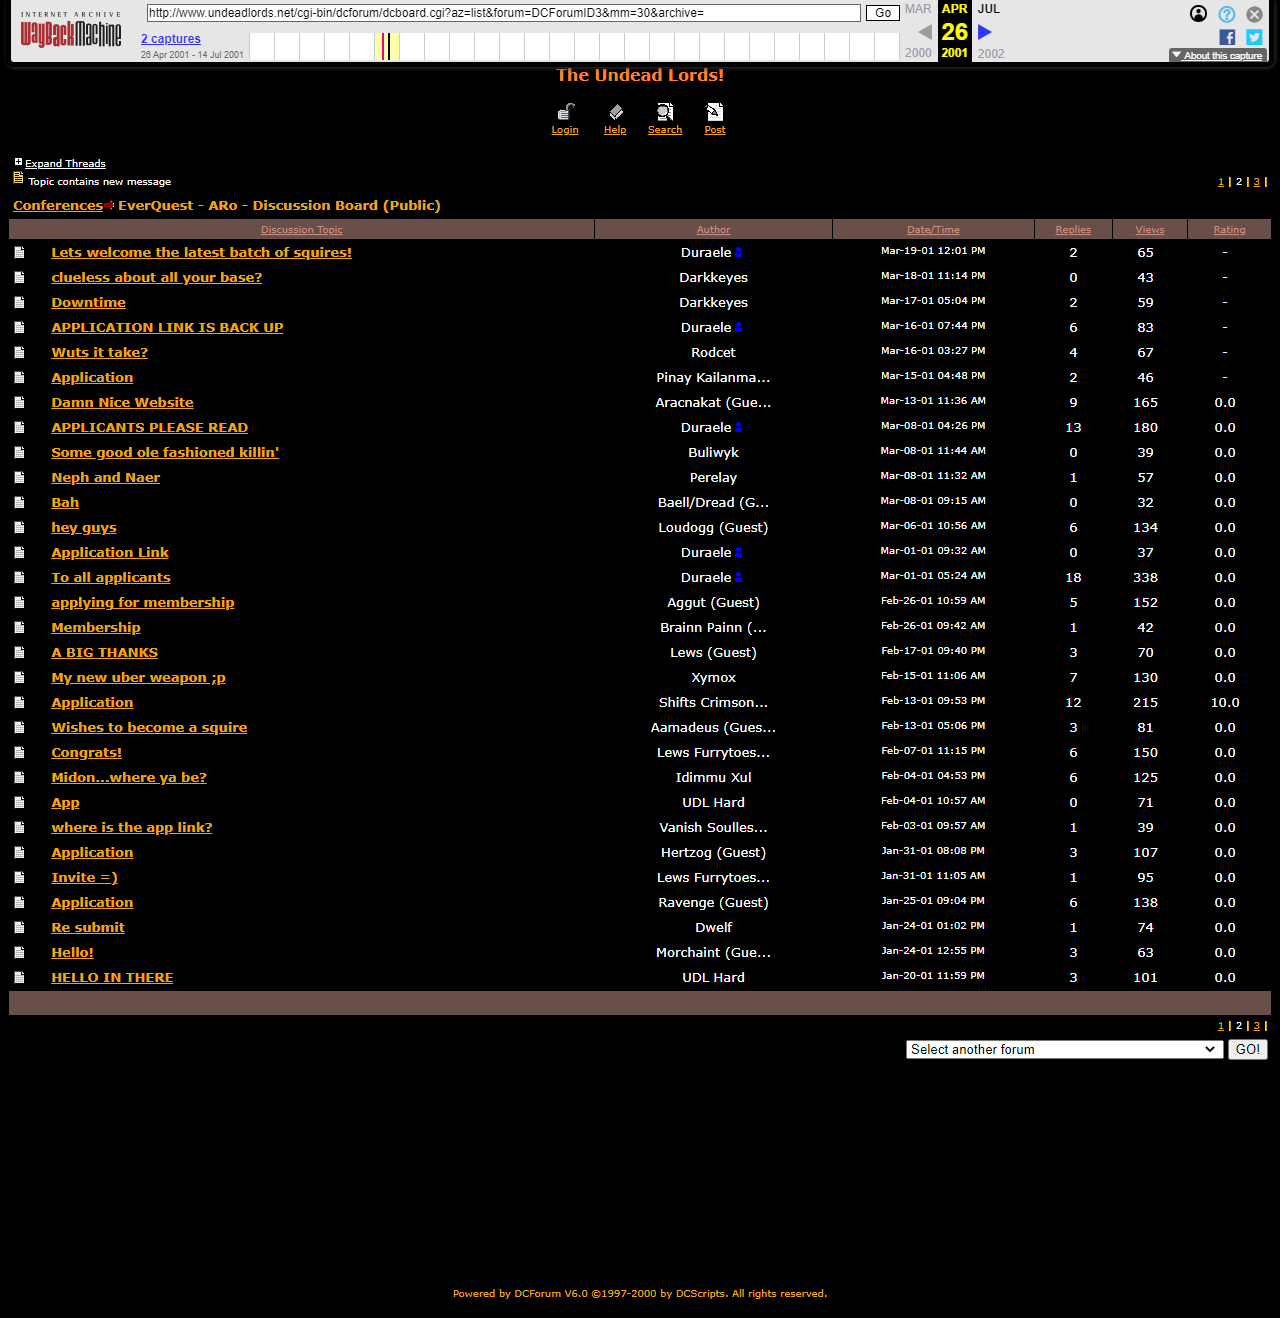 INTERNET ARCHIVE
WayBackMachine
http://www.undeadlords.net/cgi-bin/dcforum/dcboard.cgi?az=list&forum=DCForumID3&mm=30&archive= Go MAR APR JUL
2 captures 26
26 Apr 2001 - 14 Jul 2001 2000 2001 2002 About this capture
The Undead Lords!
Login Help Search Post
Expand Threads
Topic contains new message 1 | 2 | 3 |
Conferences EverQuest - ARo - Discussion Board (Public)
Discussion Topic Author Date/Time Replies Views Rating
Lets welcome the latest batch of squires! Duraele Mar-19-01 12:01 PM 2 65 -
clueless about all your base? Darkkeyes Mar-18-01 11:14 PM 0 43 -
Downtime Darkkeyes Mar-17-01 05:04 PM 2 59 -
APPLICATION LINK IS BACK UP Duraele Mar-16-01 07:44 PM 6 83 -
Wuts it take? Rodcet Mar-16-01 03:27 PM 4 67 -
Application Pinay Kailanma... Mar-15-01 04:48 PM 2 46 -
Damn Nice Website Aracnakat (Gue... Mar-13-01 11:36 AM 9 165 0.0
APPLICANTS PLEASE READ Duraele Mar-08-01 04:26 PM 13 180 0.0
Some good ole fashioned killin' Buliwyk Mar-08-01 11:44 AM 0 39 0.0
Neph and Naer Perelay Mar-08-01 11:32 AM 1 57 0.0
Bah Baell/Dread (G... Mar-08-01 09:15 AM 0 32 0.0
hey guys Loudogg (Guest) Mar-06-01 10:56 AM 6 134 0.0
Application Link Duraele Mar-01-01 09:32 AM 0 37 0.0
To all applicants Duraele Mar-01-01 05:24 AM 18 338 0.0
applying for membership Aggut (Guest) Feb-26-01 10:59 AM 5 152 0.0
Membership Brainn Painn (... Feb-26-01 09:42 AM 1 42 0.0
A BIG THANKS Lews (Guest) Feb-17-01 09:40 PM 3 70 0.0
My new uber weapon ;p Xymox Feb-15-01 11:06 AM 7 130 0.0
Application Shifts Crimson... Feb-13-01 09:53 PM 12 215 10.0
Wishes to become a squire Aamadeus (Gues... Feb-13-01 05:06 PM 3 81 0.0
Congrats! Lews Furrytoes... Feb-07-01 11:15 PM 6 150 0.0
Midon...where ya be? Idimmu Xul Feb-04-01 04:53 PM 6 125 0.0
App UDL Hard Feb-04-01 10:57 AM 0 71 0.0
where is the app link? Vanish Soulles... Feb-03-01 09:57 AM 1 39 0.0
Application Hertzog (Guest) Jan-31-01 08:08 PM 3 107 0.0
Invite =) Lews Furrytoes... Jan-31-01 11:05 AM 1 95 0.0
Application Ravenge (Guest) Jan-25-01 09:04 PM 6 138 0.0
Re submit Dwelf Jan-24-01 01:02 PM 1 74 0.0
Hello! Morchaint (Gue... Jan-24-01 12:55 PM 3 63 0.0
HELLO IN THERE UDL Hard Jan-20-01 11:59 PM 3 101 0.0
1 | 2 | 3 |
Select another forum GO!
Powered by DCForum V6.0 ©1997-2000 by DCScripts. All rights reserved.